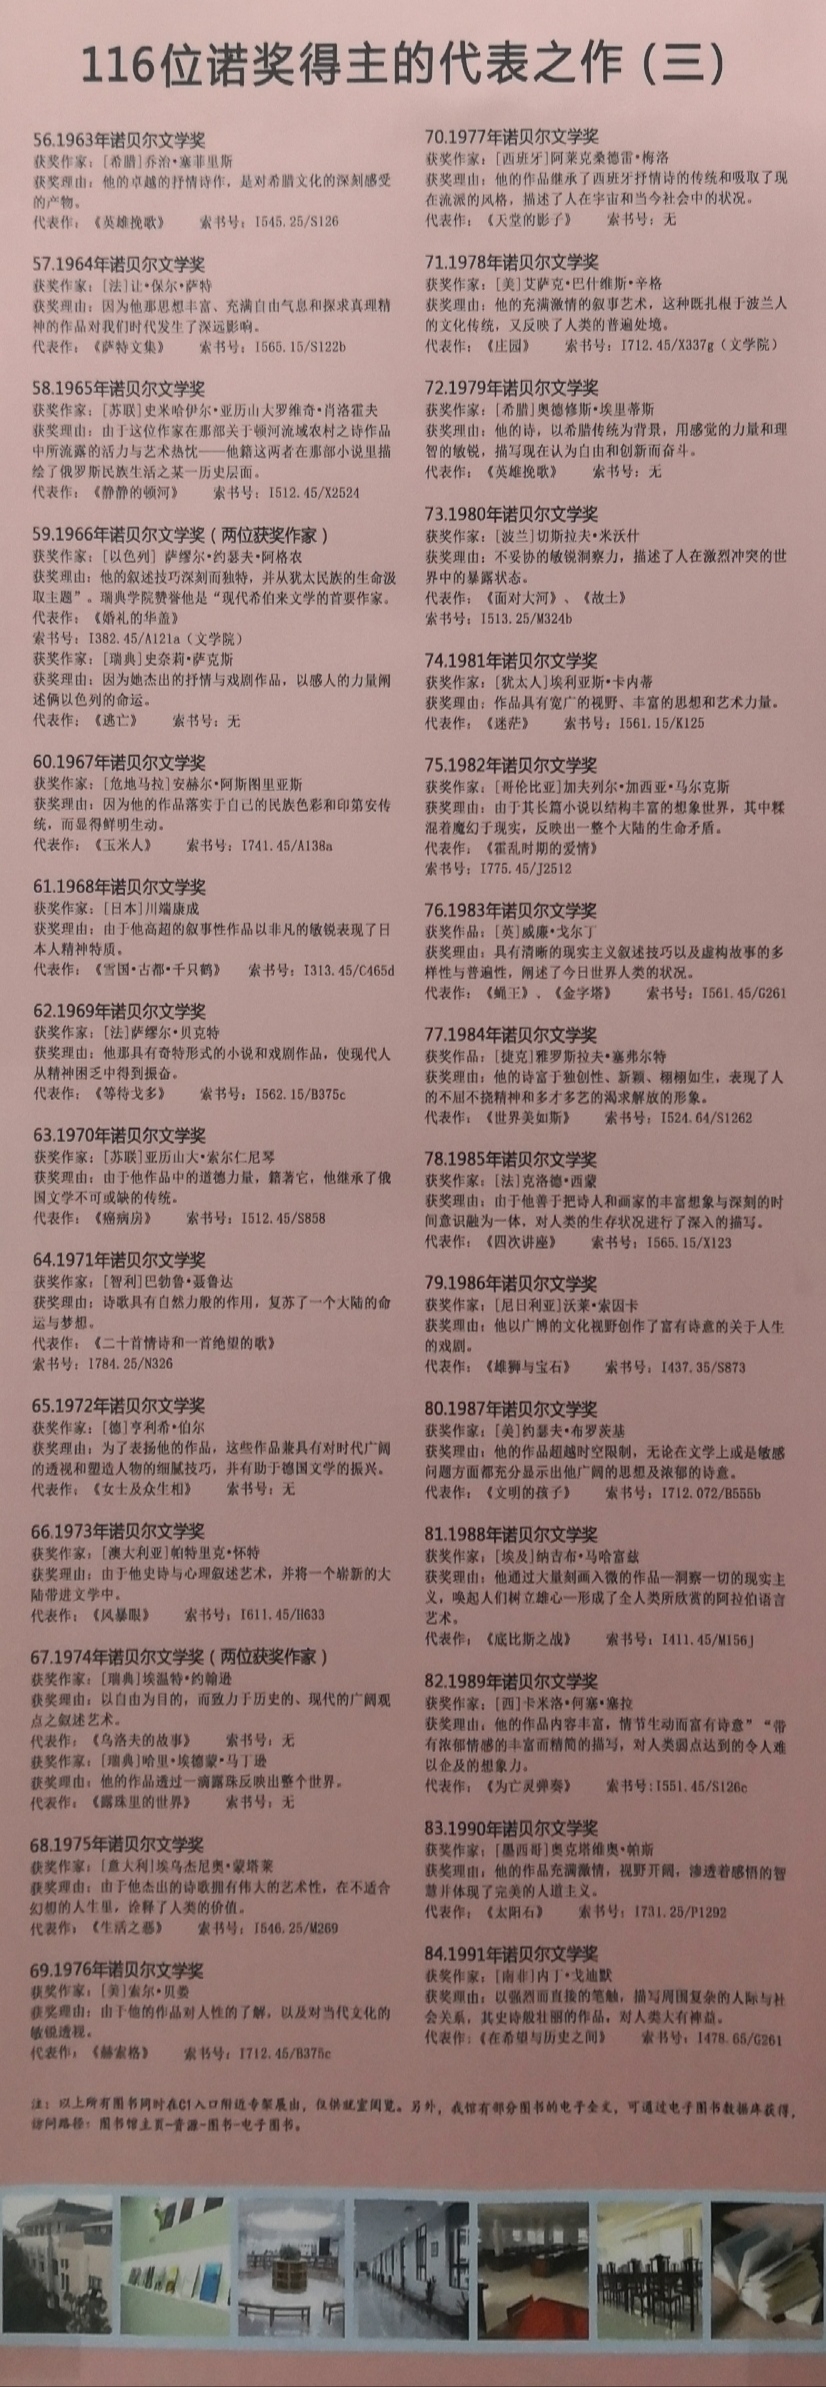 116位诺奖得主的代表之作（三）
56.1963年诺贝尔文学奖
获奖作家：[希腊]乔治•塞菲里斯
获奖理由：他的卓越的抒情诗作，是对希腊文化的深刻感受
的产物。
代表作：《英雄挽歌》 索书号：I545.25/S126
57.1964年诺贝尔文学奖
获奖作家：[法]让•保尔•萨特
获奖理由：因为他那思想丰富、充满自由气息和探求真理精
神的作品对我们时代发生了深远影响。
代表作：《萨特文集》 索书号：I565.15/S122b
58.1965年诺贝尔文学奖
获奖作家：[苏联]史米哈伊尔•亚历山大罗维奇•肖洛霍夫
获奖理由：由于这位作家在那部关于顿河流域农村之诗作品
中所流露的活力与艺术热忱——他籍这两者在那部小说里描
绘了俄罗斯民族生活之某一历史层面。
代表作：《静静的顿河》 索书号：I512.45/X2524
59.1966年诺贝尔文学奖（两位获奖作家）
获奖作家：[以色列] 萨缪尔•约瑟夫•阿格农
获奖理由：他的叙述技巧深刻而独特，并从犹太民族的生命汲
取主题”。瑞典学院赞誉他是“现代希伯来文学的首要作家。
代表作：《婚礼的华盖》
索书号：I382.45/A121a（文学院）
获奖作家：[瑞典]史奈莉•萨克斯
获奖理由：因为她杰出的抒情与戏剧作品，以感人的力量阐
述俩以色列的命运。
代表作：《逃亡》 索书号：无
60.1967年诺贝尔文学奖
获奖作家：[危地马拉]安赫尔•阿斯图里亚斯
获奖理由：因为他的作品落实于自己的民族色彩和印第安传
统，而显得鲜明生动。
代表作：《玉米人》 索书号：I741.45/A138a
61.1968年诺贝尔文学奖
获奖作家：[日本]川端康成
获奖理由：由于他高超的叙事性作品以非凡的敏锐表现了日
本人精神特质。
代表作：《雪国•古都•千只鹤》 索书号：I313.45/C465d
62.1969年诺贝尔文学奖
获奖作家：[法]萨缪尔•贝克特
获奖理由：他那具有奇特形式的小说和戏剧作品，使现代人
从精神困乏中得到振奋。
代表作：《等待戈多》 索书号：I562.15/B375c
63.1970年诺贝尔文学奖
获奖作家：[苏联]亚历山大•索尔仁尼琴
获奖理由：由于他作品中的道德力量，籍著它，他继承了俄
国文学不可或缺的传统。
代表作：《癌病房》 索书号：I512.45/S858
64.1971年诺贝尔文学奖
获奖作家：[智利]巴勃鲁•聂鲁达
获奖理由：诗歌具有自然力般的作用，复苏了一个大陆的命
运与梦想。
代表作：《二十首情诗和一首绝望的歌》
索书号：I784.25/N326
65.1972年诺贝尔文学奖
获奖作家：[德]亨利希•伯尔
获奖理由：为了表扬他的作品，这些作品兼具有对时代广阔
的透视和塑造人物的细腻技巧，并有助于德国文学的振兴。
代表作：《女士及众生相》 索书号：无
66.1973年诺贝尔文学奖
获奖作家：[澳大利亚]帕特里克•怀特
获奖理由：由于他史诗与心理叙述艺术，并将一个崭新的大
陆带进文学中。
代表作：《风暴眼》 索书号：I611.45/H633
67.1974年诺贝尔文学奖（两位获奖作家）
获奖作家：[瑞典]埃温特•约翰逊
获奖理由：以自由为目的，而致力于历史的、现代的广阔观
点之叙述艺术。
代表作：《乌洛夫的故事》 索书号：无
获奖作家：[瑞典]哈里•埃德蒙•马丁逊
获奖理由：他的作品透过一滴露珠反映出整个世界。
代表作：《露珠里的世界》 索书号：无
68.1975年诺贝尔文学奖
获奖作家：[意大利]埃乌杰尼奥•蒙塔莱
获奖理由：由于他杰出的诗歌拥有伟大的艺术性，在不适合
幻想的人生里，诠释了人类的价值。
代表作：《生活之恶》 索书号：I546.25/M269
69.1976年诺贝尔文学奖
获奖作家：[美]索尔•贝娄
获奖理由：由于他的作品对人性的了解，以及对当代文化的
敏锐透视。
代表作：《赫索格》 索书号：I712.45/B375c
70.1977年诺贝尔文学奖
获奖作家：[西班牙]阿莱克桑德雷•梅洛
获奖理由：他的作品继承了西班牙抒情诗的传统和吸取了现
在流派的风格，描述了人在宇宙和当今社会中的状况。
代表作：《天堂的影子》 索书号：无
71.1978年诺贝尔文学奖
获奖作家：[美]艾萨克•巴什维斯•辛格
获奖理由：他的充满激情的叙事艺术，这种既扎根于波兰人
的文化传统，又反映了人类的普遍处境。
代表作：《庄园》 索书号：I712.45/X337g（文学院）
72.1979年诺贝尔文学奖
获奖作家：[希腊]奥德修斯•埃里蒂斯
获奖理由：他的诗，以希腊传统为背景，用感觉的力量和理
智的敏锐，描写现在认为自由和创新而奋斗。
代表作：《英雄挽歌》 索书号：无
73.1980年诺贝尔文学奖
获奖作家：[波兰]切斯拉夫•米沃什
获奖理由：不妥协的敏锐洞察力，描述了人在激烈冲突的世
界中的暴露状态。
代表作：《面对大河》、《故土》
索书号：I513.25/M324b
74.1981年诺贝尔文学奖
获奖作家：[犹太人]埃利亚斯•卡内蒂
获奖理由：作品具有宽广的视野、丰富的思想和艺术力量。
代表作：《迷茫》 索书号：I561.15/K125
75.1982年诺贝尔文学奖
获奖作家：[哥伦比亚]加夫列尔•加西亚•马尔克斯
获奖理由：由于其长篇小说以结构丰富的想象世界，其中糅
混着魔幻于现实，反映出一整个大陆的生命矛盾。
代表作：《霍乱时期的爱情》
索书号：I775.45/J2512
76.1983年诺贝尔文学奖
获奖作品：[英]威廉•戈尔丁
获奖理由：具有清晰的现实主义叙述技巧以及虚构故事的多
样性与普遍性，阐述了今日世界人类的状况。
代表作：《蝇王》、《金字塔》 索书号：I561.45/G261
77.1984年诺贝尔文学奖
获奖作品：[捷克]雅罗斯拉夫•塞弗尔特
获奖理由：他的诗富于独创性、新颖、栩栩如生，表现了人
的不屈不挠精神和多才多艺的渴求解放的形象。
代表作：《世界美如斯》 索书号：I524.64/S1262
78.1985年诺贝尔文学奖
获奖作家：[法]克洛德•西蒙
获奖理由：由于他善于把诗人和画家的丰富想象与深刻的时
间意识融为一体，对人类的生存状况进行了深入的描写。
代表作：《四次讲座》 索书号：I565.15/X123
79.1986年诺贝尔文学奖
获奖作家：[尼日利亚]沃莱•索因卡
获奖理由：他以广博的文化视野创作了富有诗意的关于人生
的戏剧。
代表作：《雄狮与宝石》 索书号：I437.35/S873
80.1987年诺贝尔文学奖
获奖作家：[美]约瑟夫•布罗茨基
获奖理由：他的作品超越时空限制，无论在文学上或是敏感
问题方面都充分显示出他广阔的思想及浓郁的诗意。
代表作：《文明的孩子》 索书号：I712.072/B555b
81.1988年诺贝尔文学奖
获奖作家：[埃及]纳吉布•马哈富兹
获奖理由：他通过大量刻画入微的作品—洞察一切的现实主
义，唤起人们树立雄心—形成了全人类所欣赏的阿拉伯语言
艺术。
代表作：《底比斯之战》 索书号：I411.45/M156j
82.1989年诺贝尔文学奖
获奖作家：[西]卡米洛•何塞•塞拉
获奖理由：他的作品内容丰富，情节生动而富有诗意”“带
有浓郁情感的丰富而精简的描写，对人类弱点达到的令人难
以企及的想象力。
代表作：《为亡灵弹奏》 索书号:I551.45/S126c
83.1990年诺贝尔文学奖
获奖作家：[墨西哥]奥克塔维奥•帕斯
获奖理由：他的作品充满激情，视野开阔，渗透着感悟的智
慧并体现了完美的人道主义。
代表作：《太阳石》 索书号：I731.25/P1292
84.1991年诺贝尔文学奖
获奖作家：[南非]内丁•戈迪默
获奖理由：以强烈而直接的笔触，描写周围复杂的人际与社
会关系，其史诗般壮丽的作品，对人类大有裨益。
代表作：《在希望与历史之间》 索书号：I478.65/G261
注：以上所有图书同时在C1入口附近专架展出，仅供就室阅览。另外，我馆有部分图书的电子全文，可通过电子图书数据库获得，
访问路径：图书馆主页-资源-图书-电子图书。